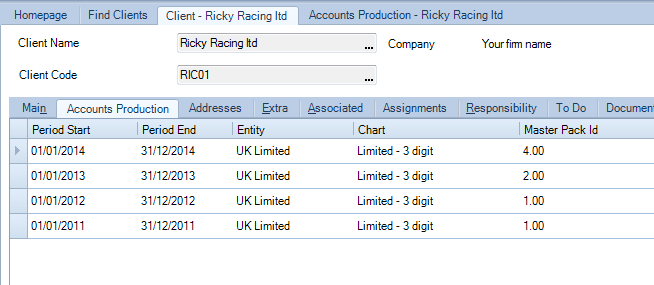 Homepage Find Clients Client - Ricky Racing ltd Accounts Production - Ricky Racing ltd
Client Name Ricky Racing ltd ... Company Your firm name
Client Code RIC01 ...
Main Accounts Production Addresses Extra Associated Assignments Responsibility To Do Document
Period Start Period End Entity Chart Master Pack Id
01/01/2014 31/12/2014 UK Limited Limited - 3 digit 4.00
01/01/2013 31/12/2013 UK Limited Limited - 3 digit 2.00
01/01/2012 31/12/2012 UK Limited Limited - 3 digit 1.00
01/01/2011 31/12/2011 UK Limited Limited - 3 digit 1.00